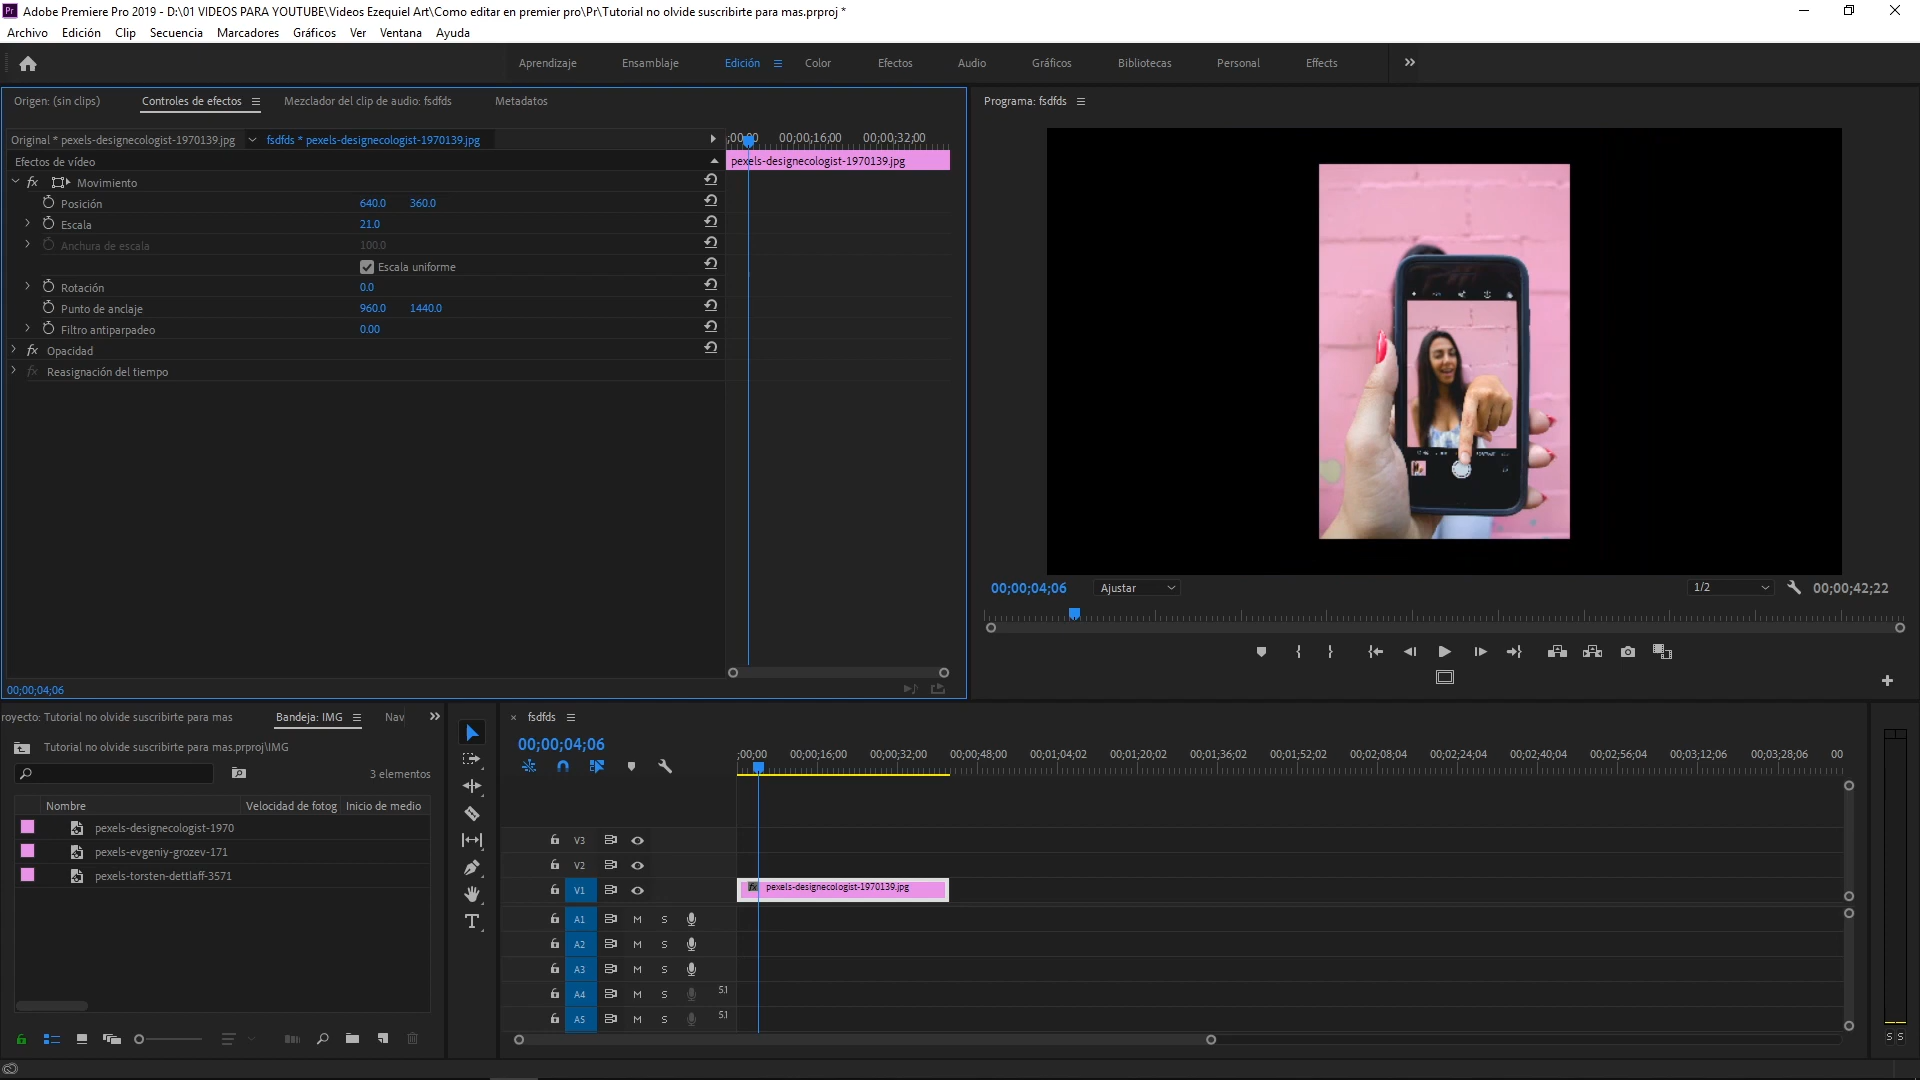 Adobe Premiere Pro 2019 - D:\01 VIDEOS PARA YOUTUBE\Videos Ezequiel Art\Como editar en premier pro\Pr\Tutorial no olvide suscribirte para mas.prproj *
Archivo Edición Clip Secuencia Marcadores Gráficos Ver Ventana Ayuda
Aprendizaje Ensamblaje Edición Color Efectos Audio Gráficos Bibliotecas Personal Effects
Origen: (sin clips) Controles de efectos Mezclador del clip de audio: fsdfds Metadatos
Programa: fsdfds
Original * pexels-designecologist-1970139.jpg fsdfds * pexels-designecologist-1970139.jpg
;00;00 00;00;16;00 00;00;32;00
Efectos de vídeo
pexels-designecologist-1970139.jpg
fx Movimiento
Posición 640.0 360.0
Escala 21.0
Anchura de escala 100.0
Escala uniforme
Rotación 0.0
Punto de anclaje 960.0 1440.0
Filtro antiparpadeo 0.00
fx Opacidad
fx Reasignación del tiempo
00;00;04;06 Ajustar 1/2 00;00;42;22
00;00;04;06
royecto: Tutorial no olvide suscribirte para mas Bandeja: IMG Nav
Tutorial no olvide suscribirte para mas.prproj\IMG
3 elementos
Nombre Velocidad de fotog Inicio de medio
pexels-designecologist-1970
pexels-evgeniy-grozev-171
pexels-torsten-dettlaff-3571
fsdfds
00;00;04;06
;00;00 00;00;16;00 00;00;32;00 00;00;48;00 00;01;04;02 00;01;20;02 00;01;36;02 00;01;52;02 00;02;08;04 00;02;24;04 00;02;40;04 00;02;56;04 00;03;12;06 00;03;28;06 00
V3
V2
V1 fx pexels-designecologist-1970139.jpg
A1 M S
A2 M S
A3 M S
A4 M S 5.1
A5 M S 5.1
S S